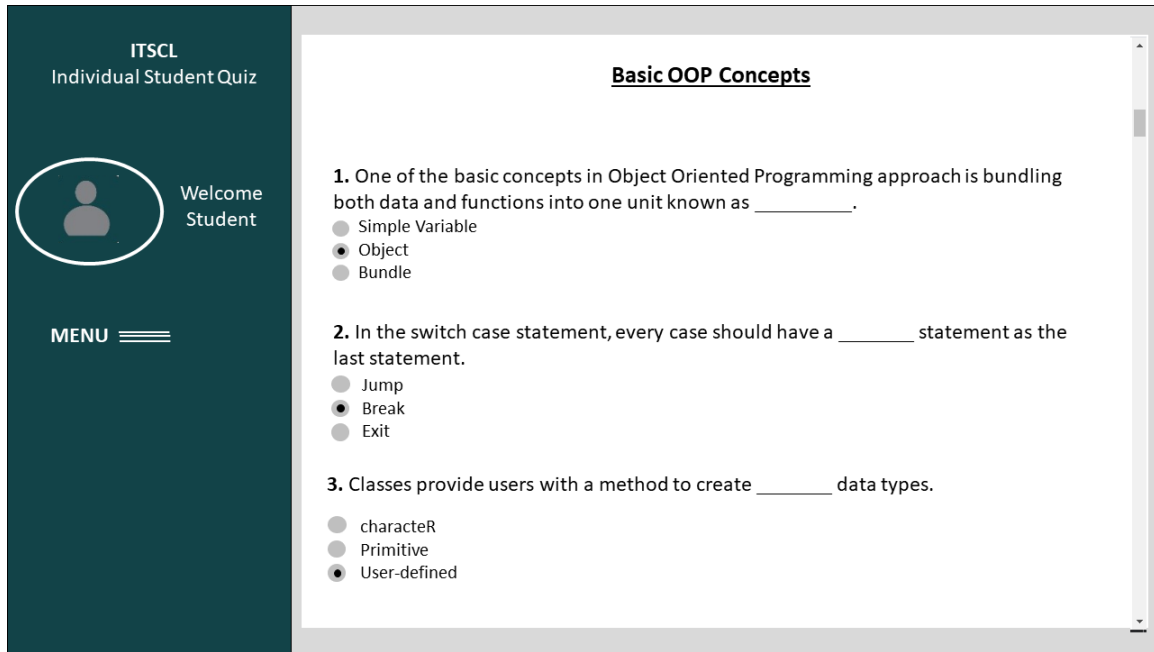 ITSCL
Individual Student Quiz
Welcome
Student
MENU
Basic OOP Concepts
1. One of the basic concepts in Object Oriented Programming approach is bundling
both data and functions into one unit known as __________.
Simple Variable
Object
Bundle
2. In the switch case statement, every case should have a ________ statement as the
last statement.
Jump
Break
Exit
3. Classes provide users with a method to create ________ data types.
characteR
Primitive
User-defined